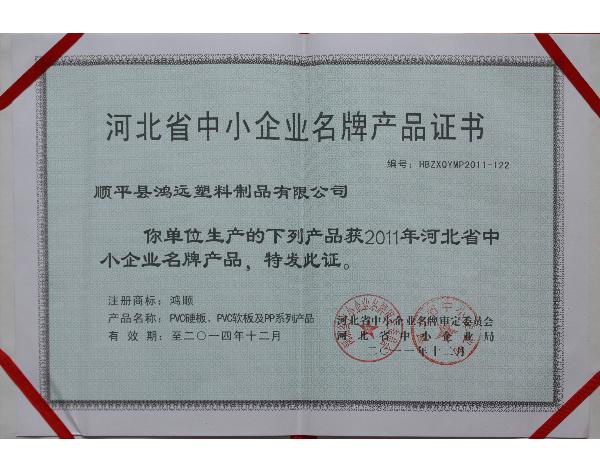 河北省中小企业名牌产品证书
编号：HBZXQYMP2011-122
顺平县鸿远塑料制品有限公司
你单位生产的下列产品获2011年河北省中
小企业名牌产品，特发此证。
注册商标：鸿顺
产品名称：PVC硬板、PVC软板及PP系列产品
有效期：至二〇一四年十二月
河北省中小企业名牌审定委员会
河北省中小企业局
二〇一一年十二月